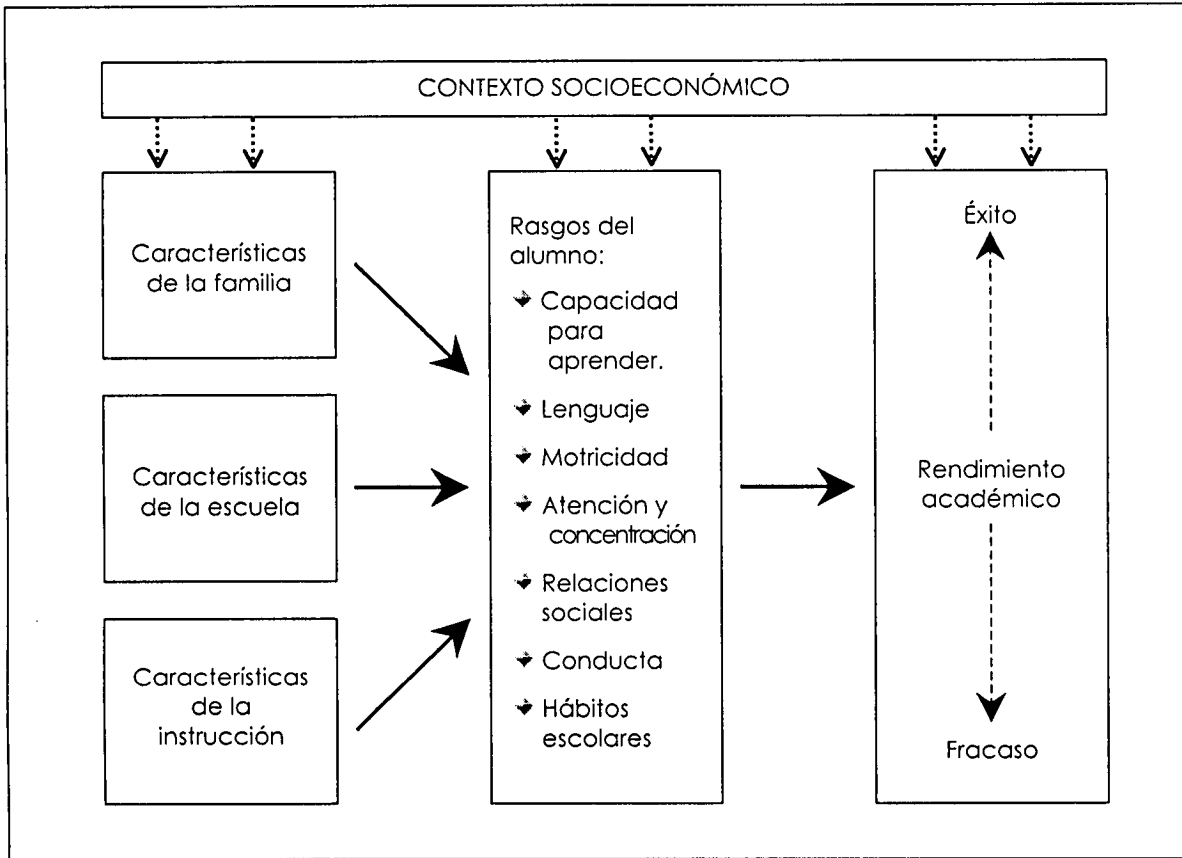 CONTEXTO SOCIOECONÓMICO
Características
de la familia
Características
de la escuela
Características
de la
instrucción
Rasgos del
alumno:
Capacidad
para
aprender.
Lenguaje
Motricidad
Atención y
concentración
Relaciones
sociales
Conducta
Hábitos
escolares
Éxito
Rendimiento
académico
Fracaso